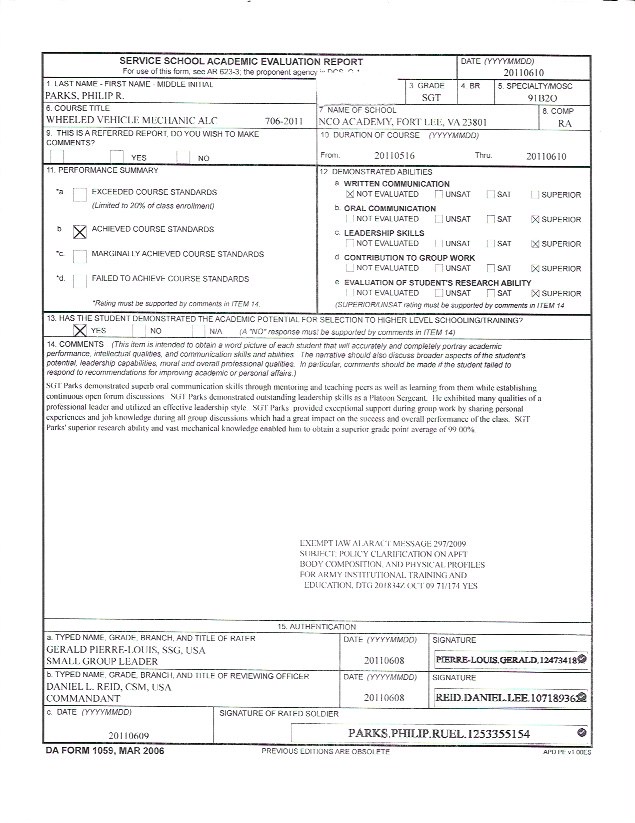 SERVICE SCHOOL ACADEMIC EVALUATION REPORT
For use of this form, see AR 623-3; the proponent agency
DATE (YYYYMMDD)
20110610
1 LAST NAME - FIRST NAME - MIDDLE INITIAL
PARKS, PHILIP R.
3 GRADE
SGT
4 BR
5. SPECIALTY/MOSC
91B2O
6. COURSE TITLE
WHEELED VEHICLE MECHANIC ALC 706-2011
7 NAME OF SCHOOL
NCO ACADEMY, FORT LEE, VA 23801
8. COMP
RA
9. THIS IS A REFERRED REPORT, DO YOU WISH TO MAKE
COMMENTS?
YES NO
10 DURATION OF COURSE (YYYYMMDD)
From: 20110516 Thru: 20110610
11. PERFORMANCE SUMMARY
*a EXCEEDED COURSE STANDARDS
(Limited to 20% of class enrollment)
b ACHIEVED COURSE STANDARDS
*c. MARGINALLY ACHIEVED COURSE STANDARDS
*d. FAILED TO ACHIEVE COURSE STANDARDS
*Rating must be supported by comments in ITEM 14.
12 DEMONSTRATED ABILITIES
a WRITTEN COMMUNICATION
NOT EVALUATED UNSAT SAT SUPERIOR
b. ORAL COMMUNICATION
NOT EVALUATED UNSAT SAT SUPERIOR
c. LEADERSHIP SKILLS
NOT EVALUATED UNSAT SAT SUPERIOR
d CONTRIBUTION TO GROUP WORK
NOT EVALUATED UNSAT SAT SUPERIOR
e EVALUATION OF STUDENT'S RESEARCH ABILITY
NOT EVALUATED UNSAT SAT SUPERIOR
(SUPERIOR/UNSAT rating must be supported by comments in ITEM 14
13. HAS THE STUDENT DEMONSTRATED THE ACADEMIC POTENTIAL FOR SELECTION TO HIGHER LEVEL SCHOOLING/TRAINING?
YES NO N/A (A "NO" response must be supported by comments in ITEM 14)
14. COMMENTS (This item is intended to obtain a word picture of each student that will accurately and completely portray academic
performance, intellectual qualities, and communication skills and abilities The narrative should also discuss broader aspects of the student's
potential, leadership capabilities, moral and overall professional qualities. In particular, comments should be made if the student failed to
respond to recommendations for improving academic or personal affairs.)
SGT Parks demonstrated superb oral communication skills through mentoring and teaching peers as well as learning from them while establishing
continuous open forum discussions SGT Parks demonstrated outstanding leadership skills as a Platoon Sergeant. He exhibited many qualities of a
professional leader and utilized an effective leadership style SGT Parks provided exceptional support during group work by sharing personal
experiences and job knowledge during all group discussions which had a great impact on the success and overall performance of the class. SGT
Parks' superior research ability and vast mechanical knowledge enabled him to obtain a superior grade point average of 99 00%
EXEMPT IAW ALARACT MESSAGE 297/2009
SUBJECT, POLICY CLARIFICATION ON APFT
BODY COMPOSITION, AND PHYSICAL PROFILES
FOR ARMY INSTITUTIONAL TRAINING AND
EDUCATION, DTG 201834Z OCT 09 71/174 YES
15. AUTHENTICATION
a. TYPED NAME, GRADE, BRANCH, AND TITLE OF RATER
GERALD PIERRE-LOUIS, SSG, USA
SMALL GROUP LEADER
DATE (YYYYMMDD)
20110608
SIGNATURE
PIERRE-LOUIS.GERALD.12473418
b. TYPED NAME, GRADE, BRANCH, AND TITLE OF REVIEWING OFFICER
DANIEL L. REID, CSM, USA
COMMANDANT
DATE (YYYYMMDD)
20110608
SIGNATURE
REID.DANIEL.LEE.107189362
c. DATE (YYYYMMDD)
20110609
SIGNATURE OF RATED SOLDIER
PARKS.PHILIP.RUEL.1253355154
DA FORM 1059, MAR 2006
PREVIOUS EDITIONS ARE OBSOLETE
APD PE v1.00ES